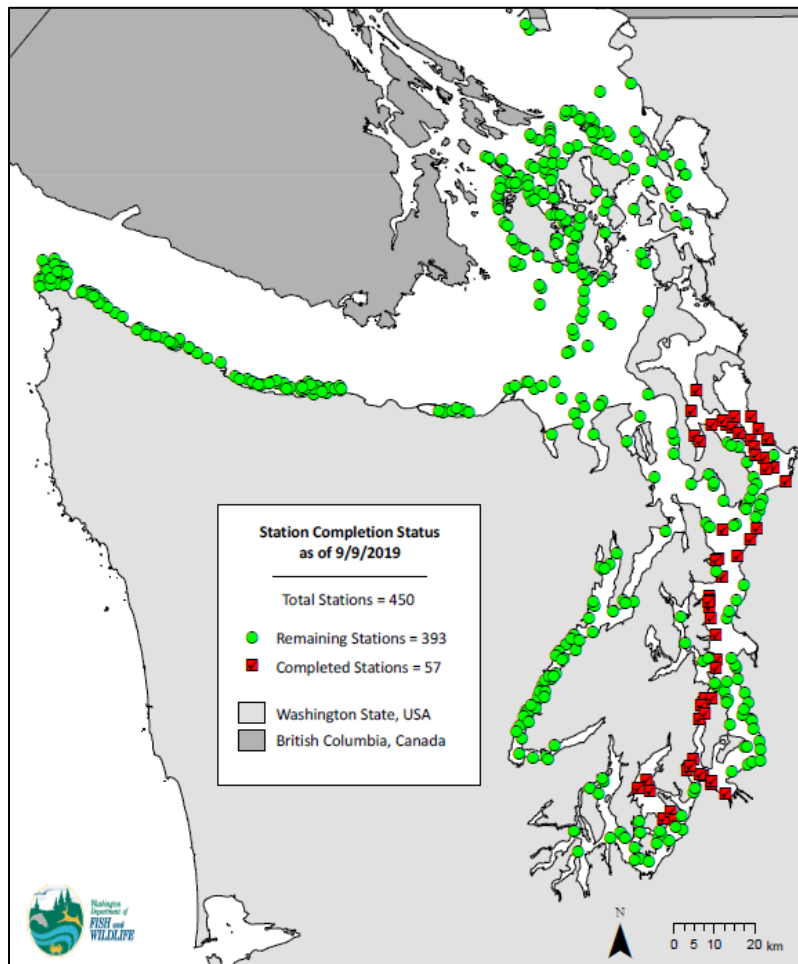 Station Completion Status
as of 9/9/2019
Total Stations = 450
Remaining Stations = 393
Completed Stations = 57
Washington State, USA
British Columbia, Canada
Washington
Department of
FISH and
WILDLIFE
N
0 5 10 20 km